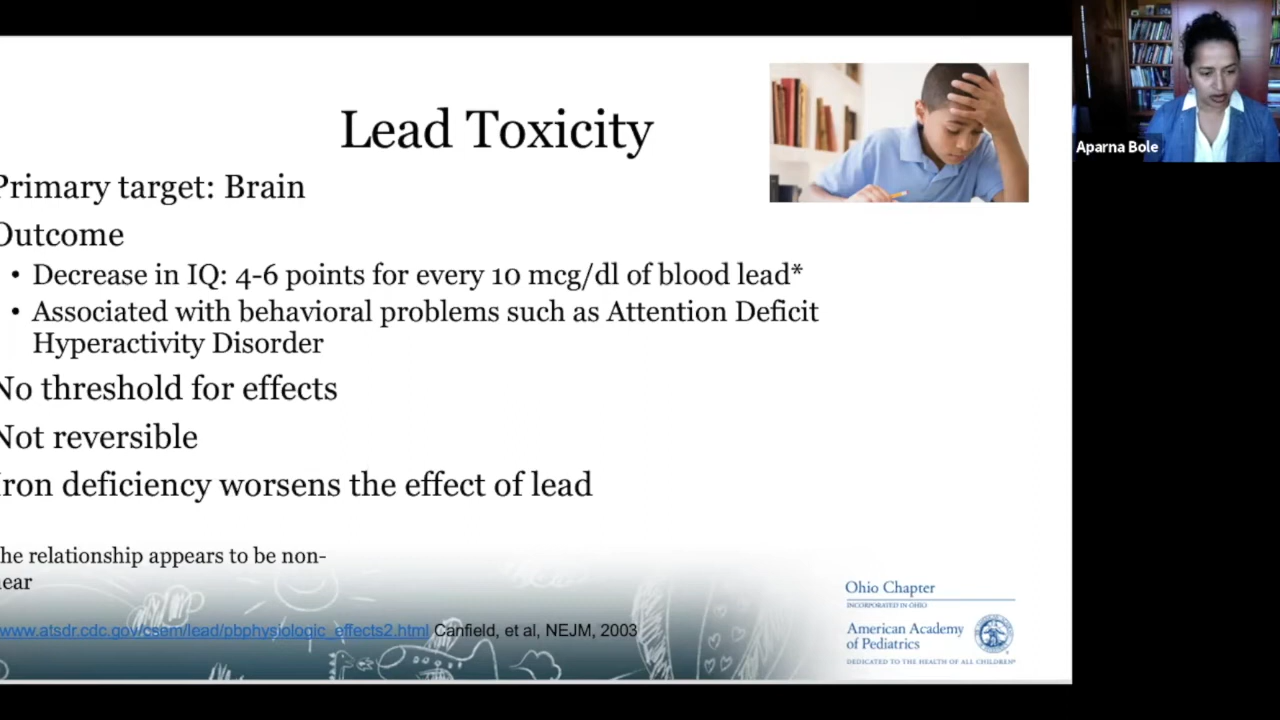 Lead Toxicity
Primary target: Brain
Outcome
• Decrease in IQ: 4-6 points for every 10 mcg/dl of blood lead*
• Associated with behavioral problems such as Attention Deficit
Hyperactivity Disorder
No threshold for effects
Not reversible
Iron deficiency worsens the effect of lead
he relationship appears to be non-
near
www.atsdr.cdc.gov/csem/lead/pbphysiologic_effects2.html Canfield, et al, NEJM, 2003
Ohio Chapter
INCORPORATED IN OHIO
American Academy
of Pediatrics
DEDICATED TO THE HEALTH OF ALL CHILDREN®
Aparna Bole